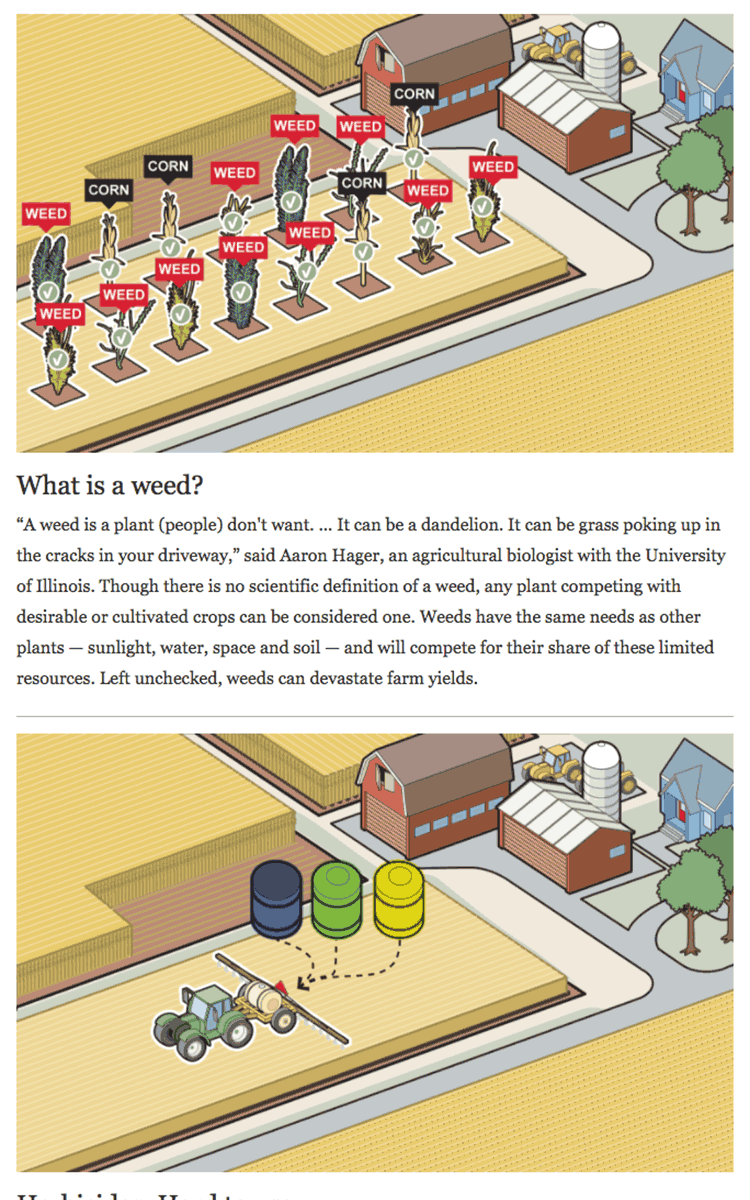 CORN
WEED
WEED
CORN
WEED
WEED
CORN
CORN
WEED
WEED
WEED
WEED
WEED
WEED
WEED
What is a weed?
“A weed is a plant (people) don't want. ... It can be a dandelion. It can be grass poking up in
the cracks in your driveway,” said Aaron Hager, an agricultural biologist with the University
of Illinois. Though there is no scientific definition of a weed, any plant competing with
desirable or cultivated crops can be considered one. Weeds have the same needs as other
plants — sunlight, water, space and soil — and will compete for their share of these limited
resources. Left unchecked, weeds can devastate farm yields.